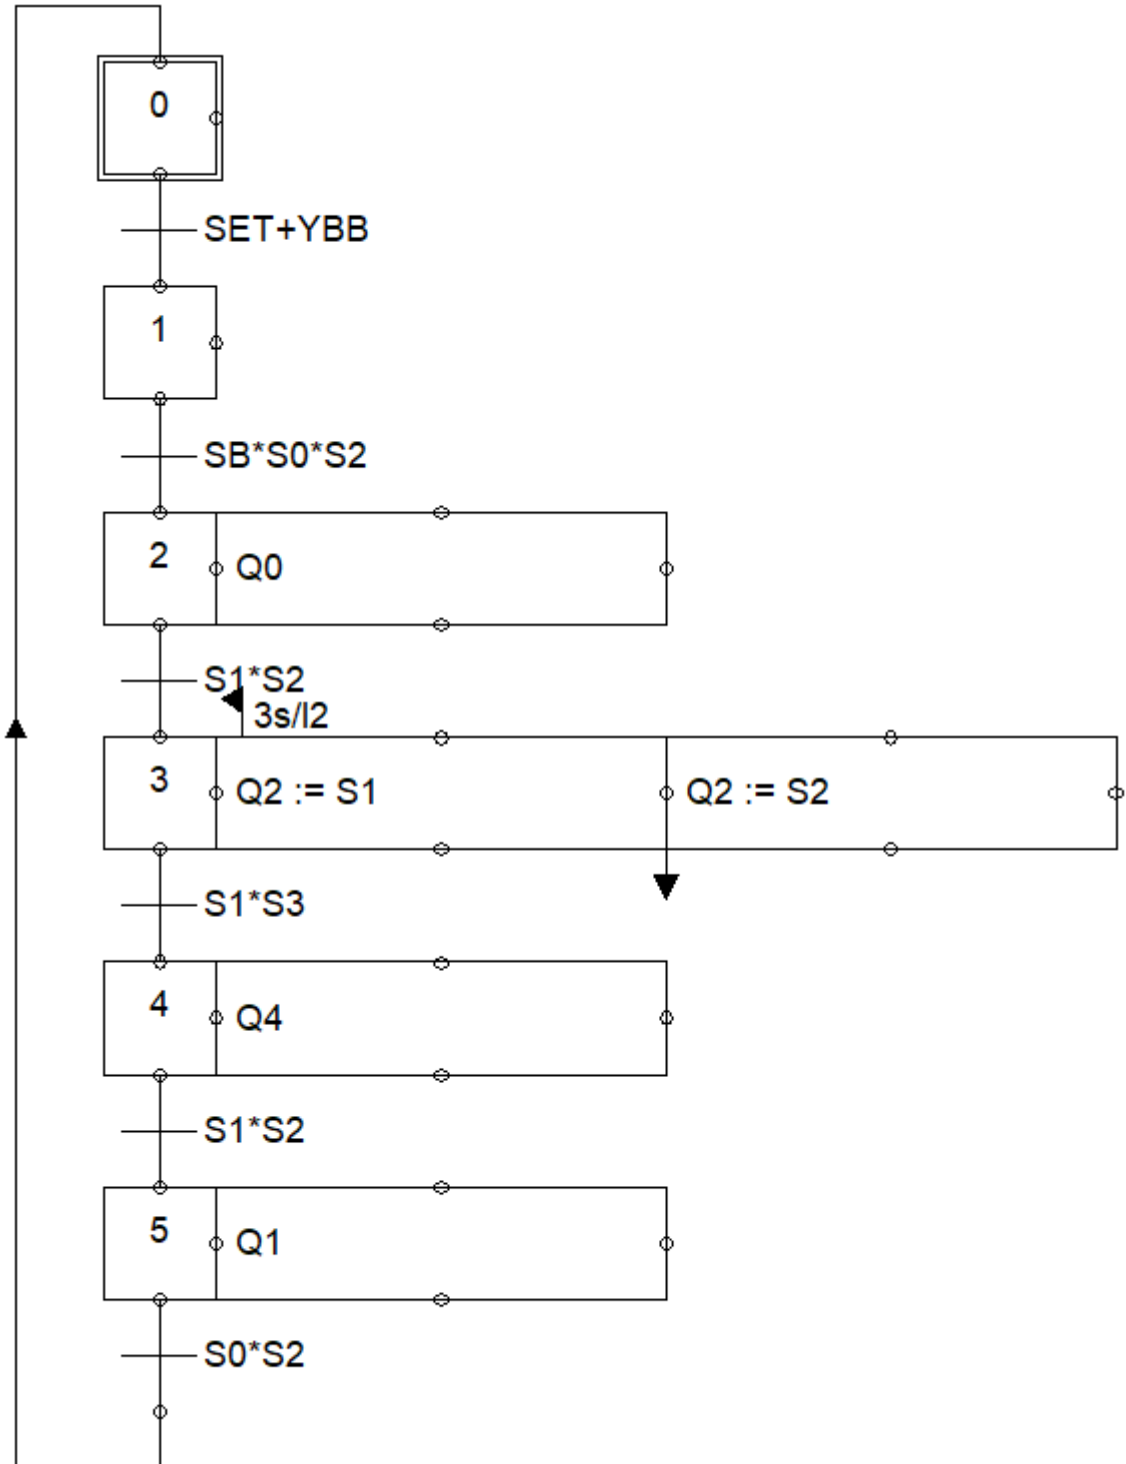 0
SET+YBB
1
SB*S0*S2
2
Q0
S1*S2
3s/I2
3
Q2 := S1
Q2 := S2
S1*S3
4
Q4
S1*S2
5
Q1
S0*S2